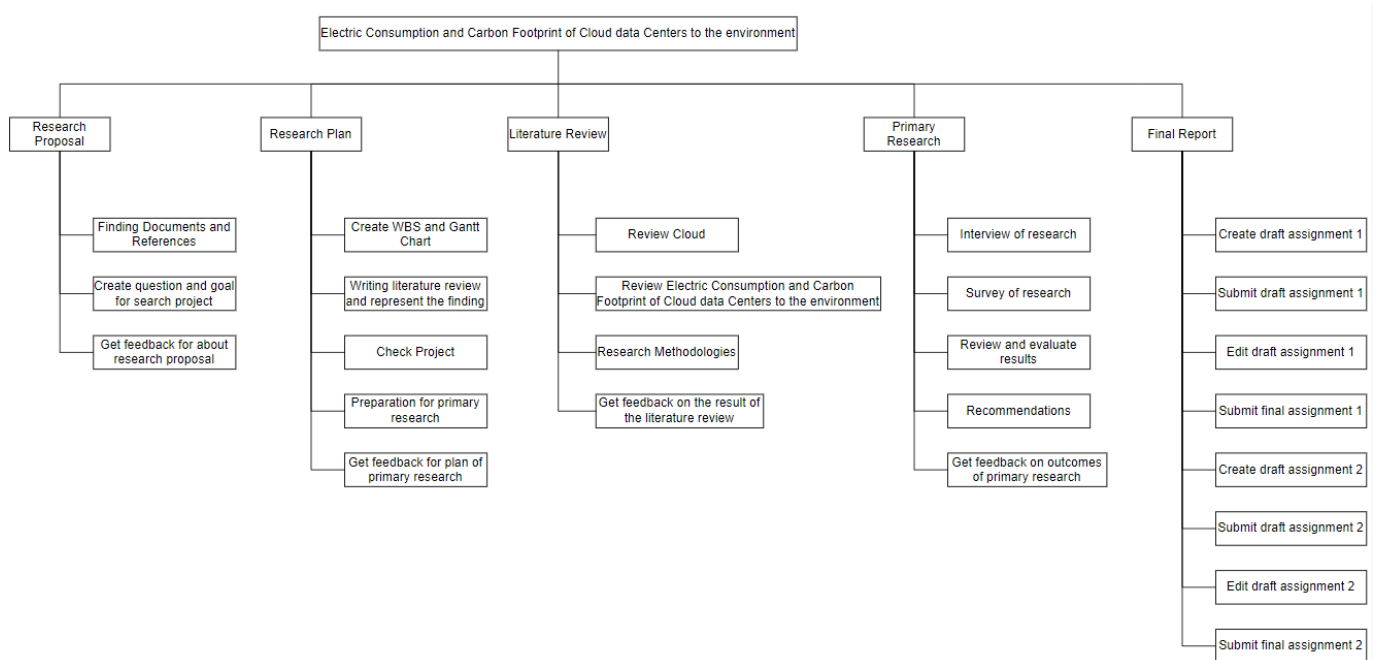 Electric Consumption and Carbon Footprint of Cloud data Centers to the environment
Research
Proposal
Finding Documents and
References
Create question and goal
for search project
Get feedback for about
research proposal
Research Plan
Create WBS and Gantt
Chart
Writing literature review
and represent the finding
Check Project
Preparation for primary
research
Get feedback for plan of
primary research
Literature Review
Review Cloud
Review Electric Consumption and Carbon
Footprint of Cloud data Centers to the environment
Research Methodologies
Get feedback on the result of
the literature review
Primary
Research
Interview of research
Survey of research
Review and evaluate
results
Recommendations
Get feedback on outcomes
of primary research
Final Report
Create draft assignment 1
Submit draft assignment 1
Edit draft assignment 1
Submit final assignment 1
Create draft assignment 2
Submit draft assignment 2
Edit draft assignment 2
Submit final assignment 2